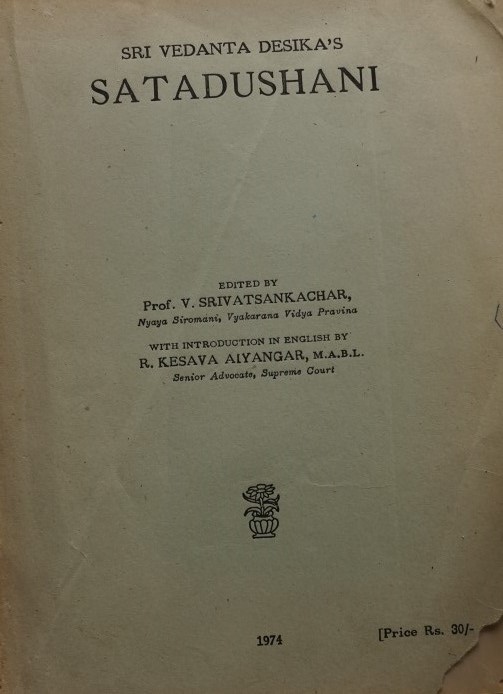 SRI VEDANTA DESIKA'S
SATADUSHANI
EDITED BY
Prof. V. SRIVATSANKACHAR,
Nyaya Siromani, Vyakarana Vidya Pravina
WITH INTRODUCTION IN ENGLISH BY
R. KESAVA AIYANGAR, M.A.B.L.
Senior Advocate, Supreme Court
1974
[Price Rs. 30/-